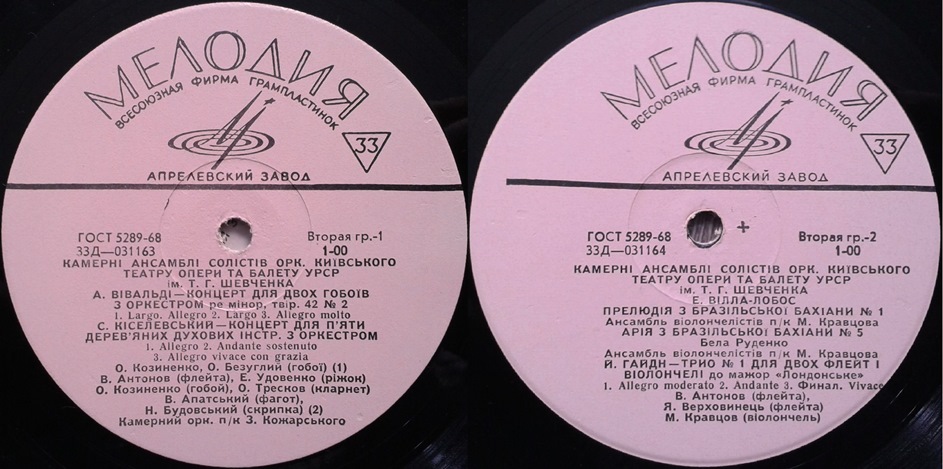 МЕЛОДИЯ
ВСЕСОЮЗНАЯ ФИРМА ГРАМПЛАСТИНОК
33
АПРЕЛЕВСКИЙ ЗАВОД
ГОСТ 5289-68
Вторая гр.-1
33Д—031163
1-00
КАМЕРНІ АНСАМБЛІ СОЛІСТІВ ОРК. КИЇВСЬКОГО
ТЕАТРУ ОПЕРИ ТА БАЛЕТУ УРСР
ім. Т. Г. ШЕВЧЕНКА
А. ВІВАЛЬДІ—КОНЦЕРТ ДЛЯ ДВОХ ГОБОЇВ
З ОРКЕСТРОМ ре мінор, твір. 42 № 2
1. Largo. Allegro 2. Largo 3. Allegro molto
С. КІСЕЛЕВСЬКИЙ—КОНЦЕРТ ДЛЯ П'ЯТИ
ДЕРЕВ'ЯНИХ ДУХОВИХ ІНСТР. З ОРКЕСТРОМ
1. Allegro 2. Andante sostenuto
3. Allegro vivace con grazia
О. Козиненко, О. Безуглий (гобої) (1)
В. Антонов (флейта), Е. Удовенко (ріжок)
О. Козиненко (гобой), О. Тресков (кларнет)
В. Апатський (фагот),
Н. Будовський (скрипка) (2)
Камерний орк. п/к З. Кожарського
МЕЛОДИЯ
ВСЕСОЮЗНАЯ ФИРМА ГРАМПЛАСТИНОК
33
АПРЕЛЕВСКИЙ ЗАВОД
+
ГОСТ 5289-68
Вторая гр.-2
33Д—031164
1-00
КАМЕРНІ АНСАМБЛІ СОЛІСТІВ ОРК. КИЇВСЬКОГО
ТЕАТРУ ОПЕРИ ТА БАЛЕТУ УРСР
ім. Т. Г. ШЕВЧЕНКА
Е. ВІЛЛА-ЛОБОС
ПРЕЛЮДІЯ З БРАЗІЛЬСЬКОЇ БАХІАНИ № 1
Ансамбль віолончелістів п/к М. Кравцова
АРІЯ З БРАЗІЛЬСЬКОЇ БАХІАНИ № 5
Бела Руденко
Ансамбль віолончелістів п/к М. Кравцова
Й. ГАЙДН—ТРИО № 1 ДЛЯ ДВОХ ФЛЕЙТ І
ВІОЛОНЧЕЛІ до мажор «Лондонське»
1. Allegro moderato 2. Andante 3. Финал. Vivace
В. Антонов (флейта),
Я. Верховинець (флейта)
М. Кравцов (віолончель)